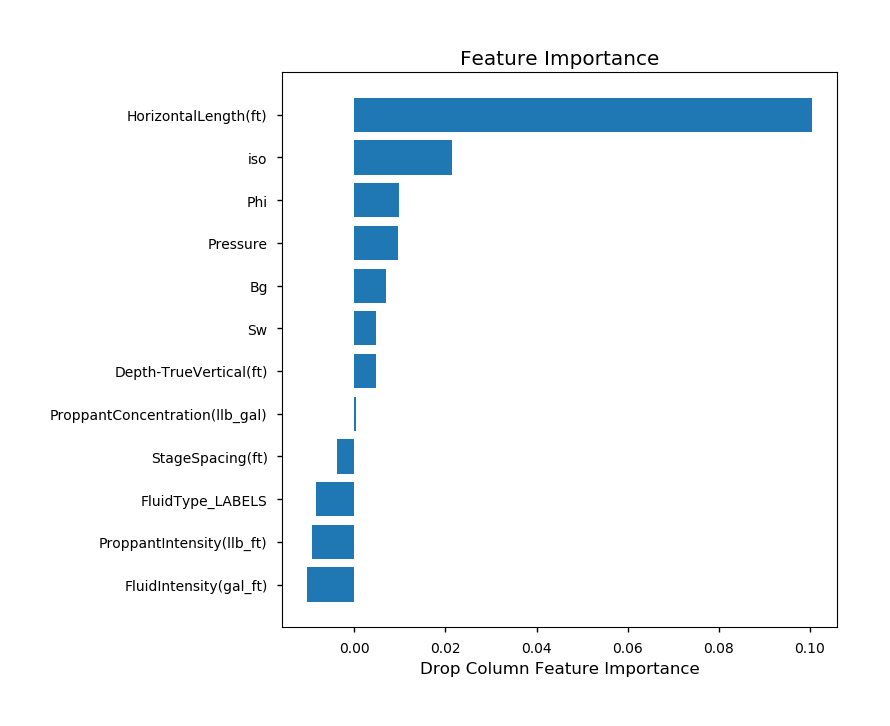 Feature Importance
HorizontalLength(ft)
iso
Phi
Pressure
Bg
Sw
Depth-TrueVertical(ft)
ProppantConcentration(llb_gal)
StageSpacing(ft)
FluidType_LABELS
ProppantIntensity(llb_ft)
FluidIntensity(gal_ft)
0.00 0.02 0.04 0.06 0.08 0.10
Drop Column Feature Importance